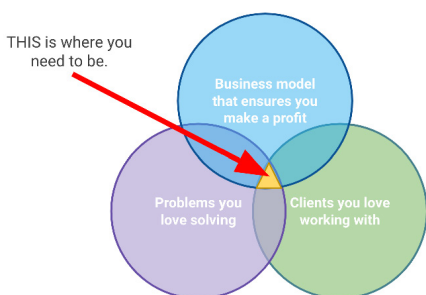 THIS is where you
need to be.
Business model
that ensures you
make a profit
Problems you
love solving
Clients you love
working with